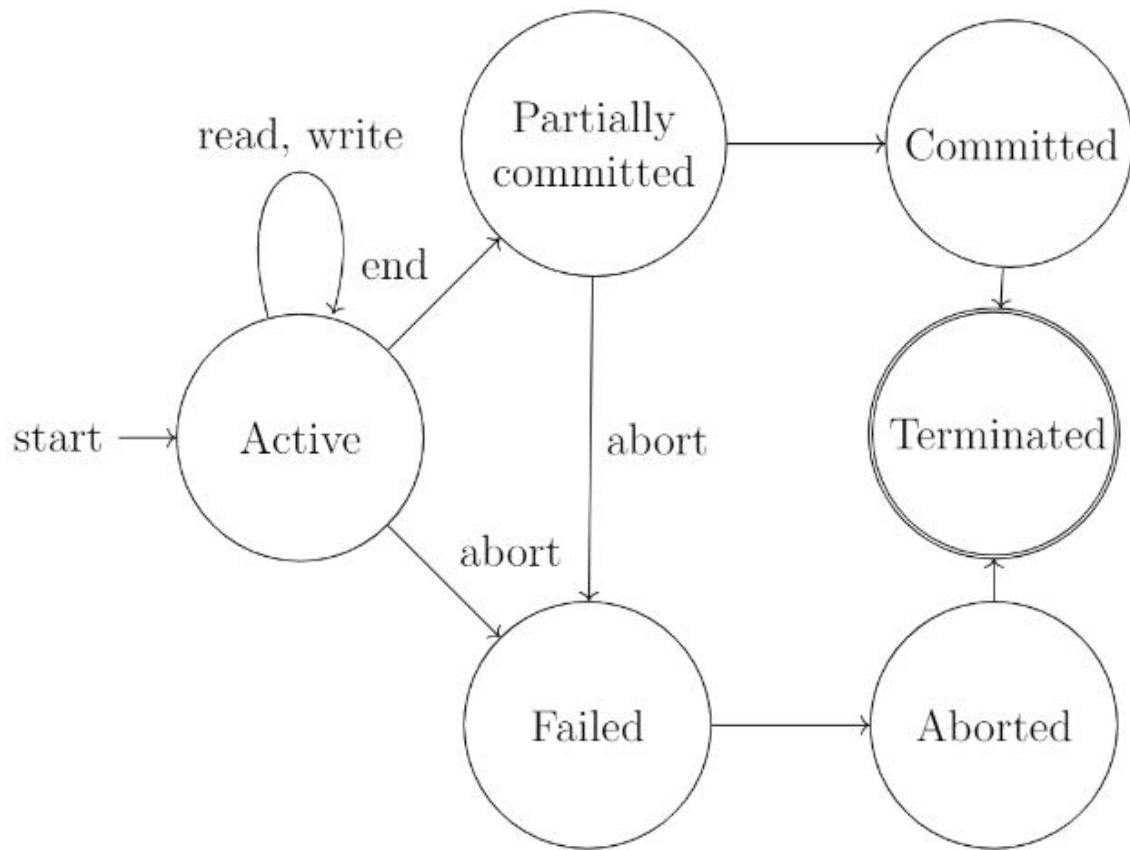 Partially
committed
Committed
read, write
end
start
Active
abort
Terminated
abort
Failed
Aborted